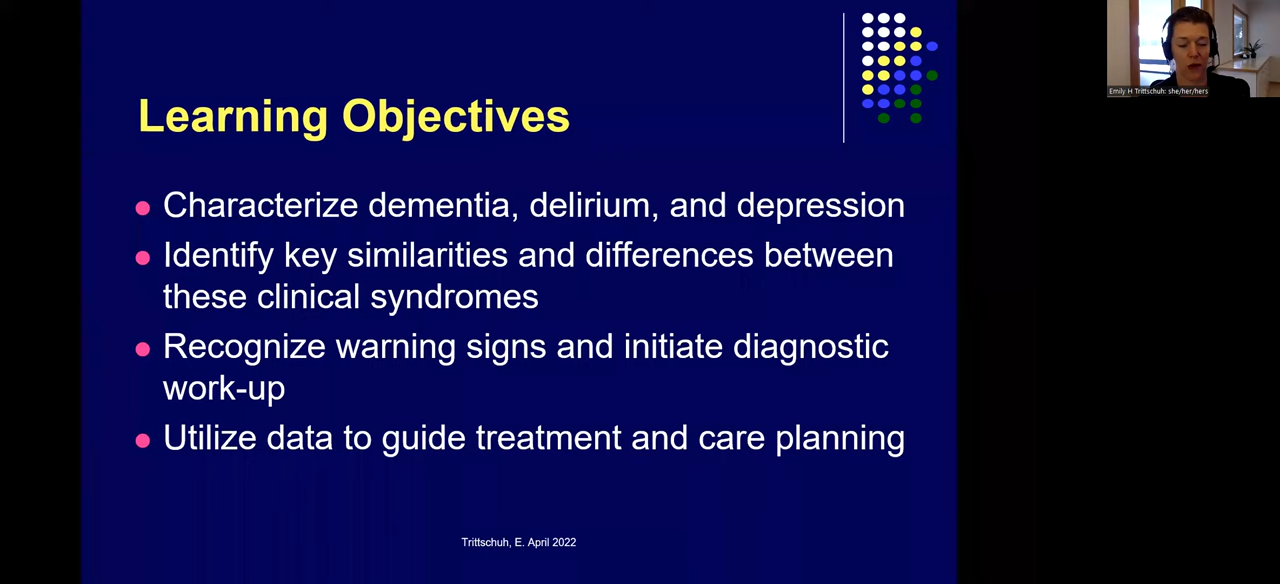 Learning Objectives
Characterize dementia, delirium, and depression
Identify key similarities and differences between
these clinical syndromes
Recognize warning signs and initiate diagnostic
work-up
Utilize data to guide treatment and care planning
Trittschuh, E. April 2022
Emily H Trittschuh: she/her/hers